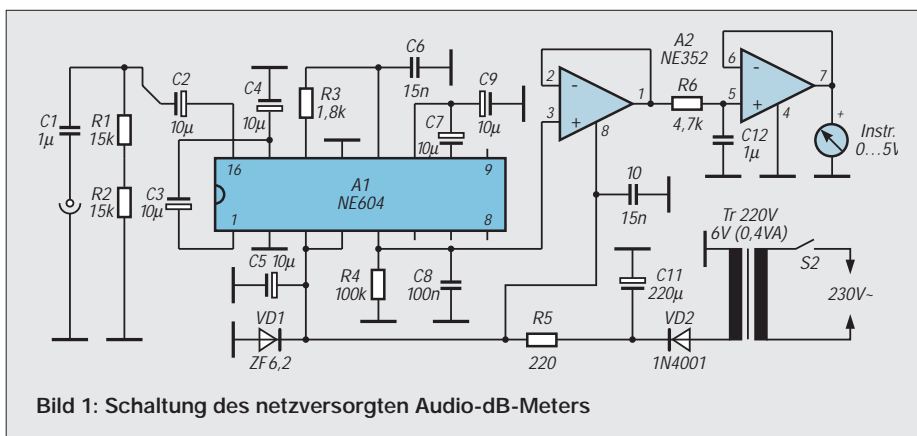 C1
1µ
R1
15k
R2
15k
C2
10µ
C3
10µ
C4
10µ
R3
1,8k
C6
15n
C7
10µ
C9
10µ
16
9
A1
NE604
1
8
C5 10µ
VD1
ZF6,2
R4
100k
C8
100n
2
-
3
+
1
8
A2
NE352
R6
4,7k
6
-
5
+
7
4
C12
1µ
+
Instr.
0...5V
10
15n
C11
220µ
R5
220
VD2
1N4001
Tr 220V
6V (0,4VA)
S2
230V~
Bild 1: Schaltung des netzversorgten Audio-dB-Meters